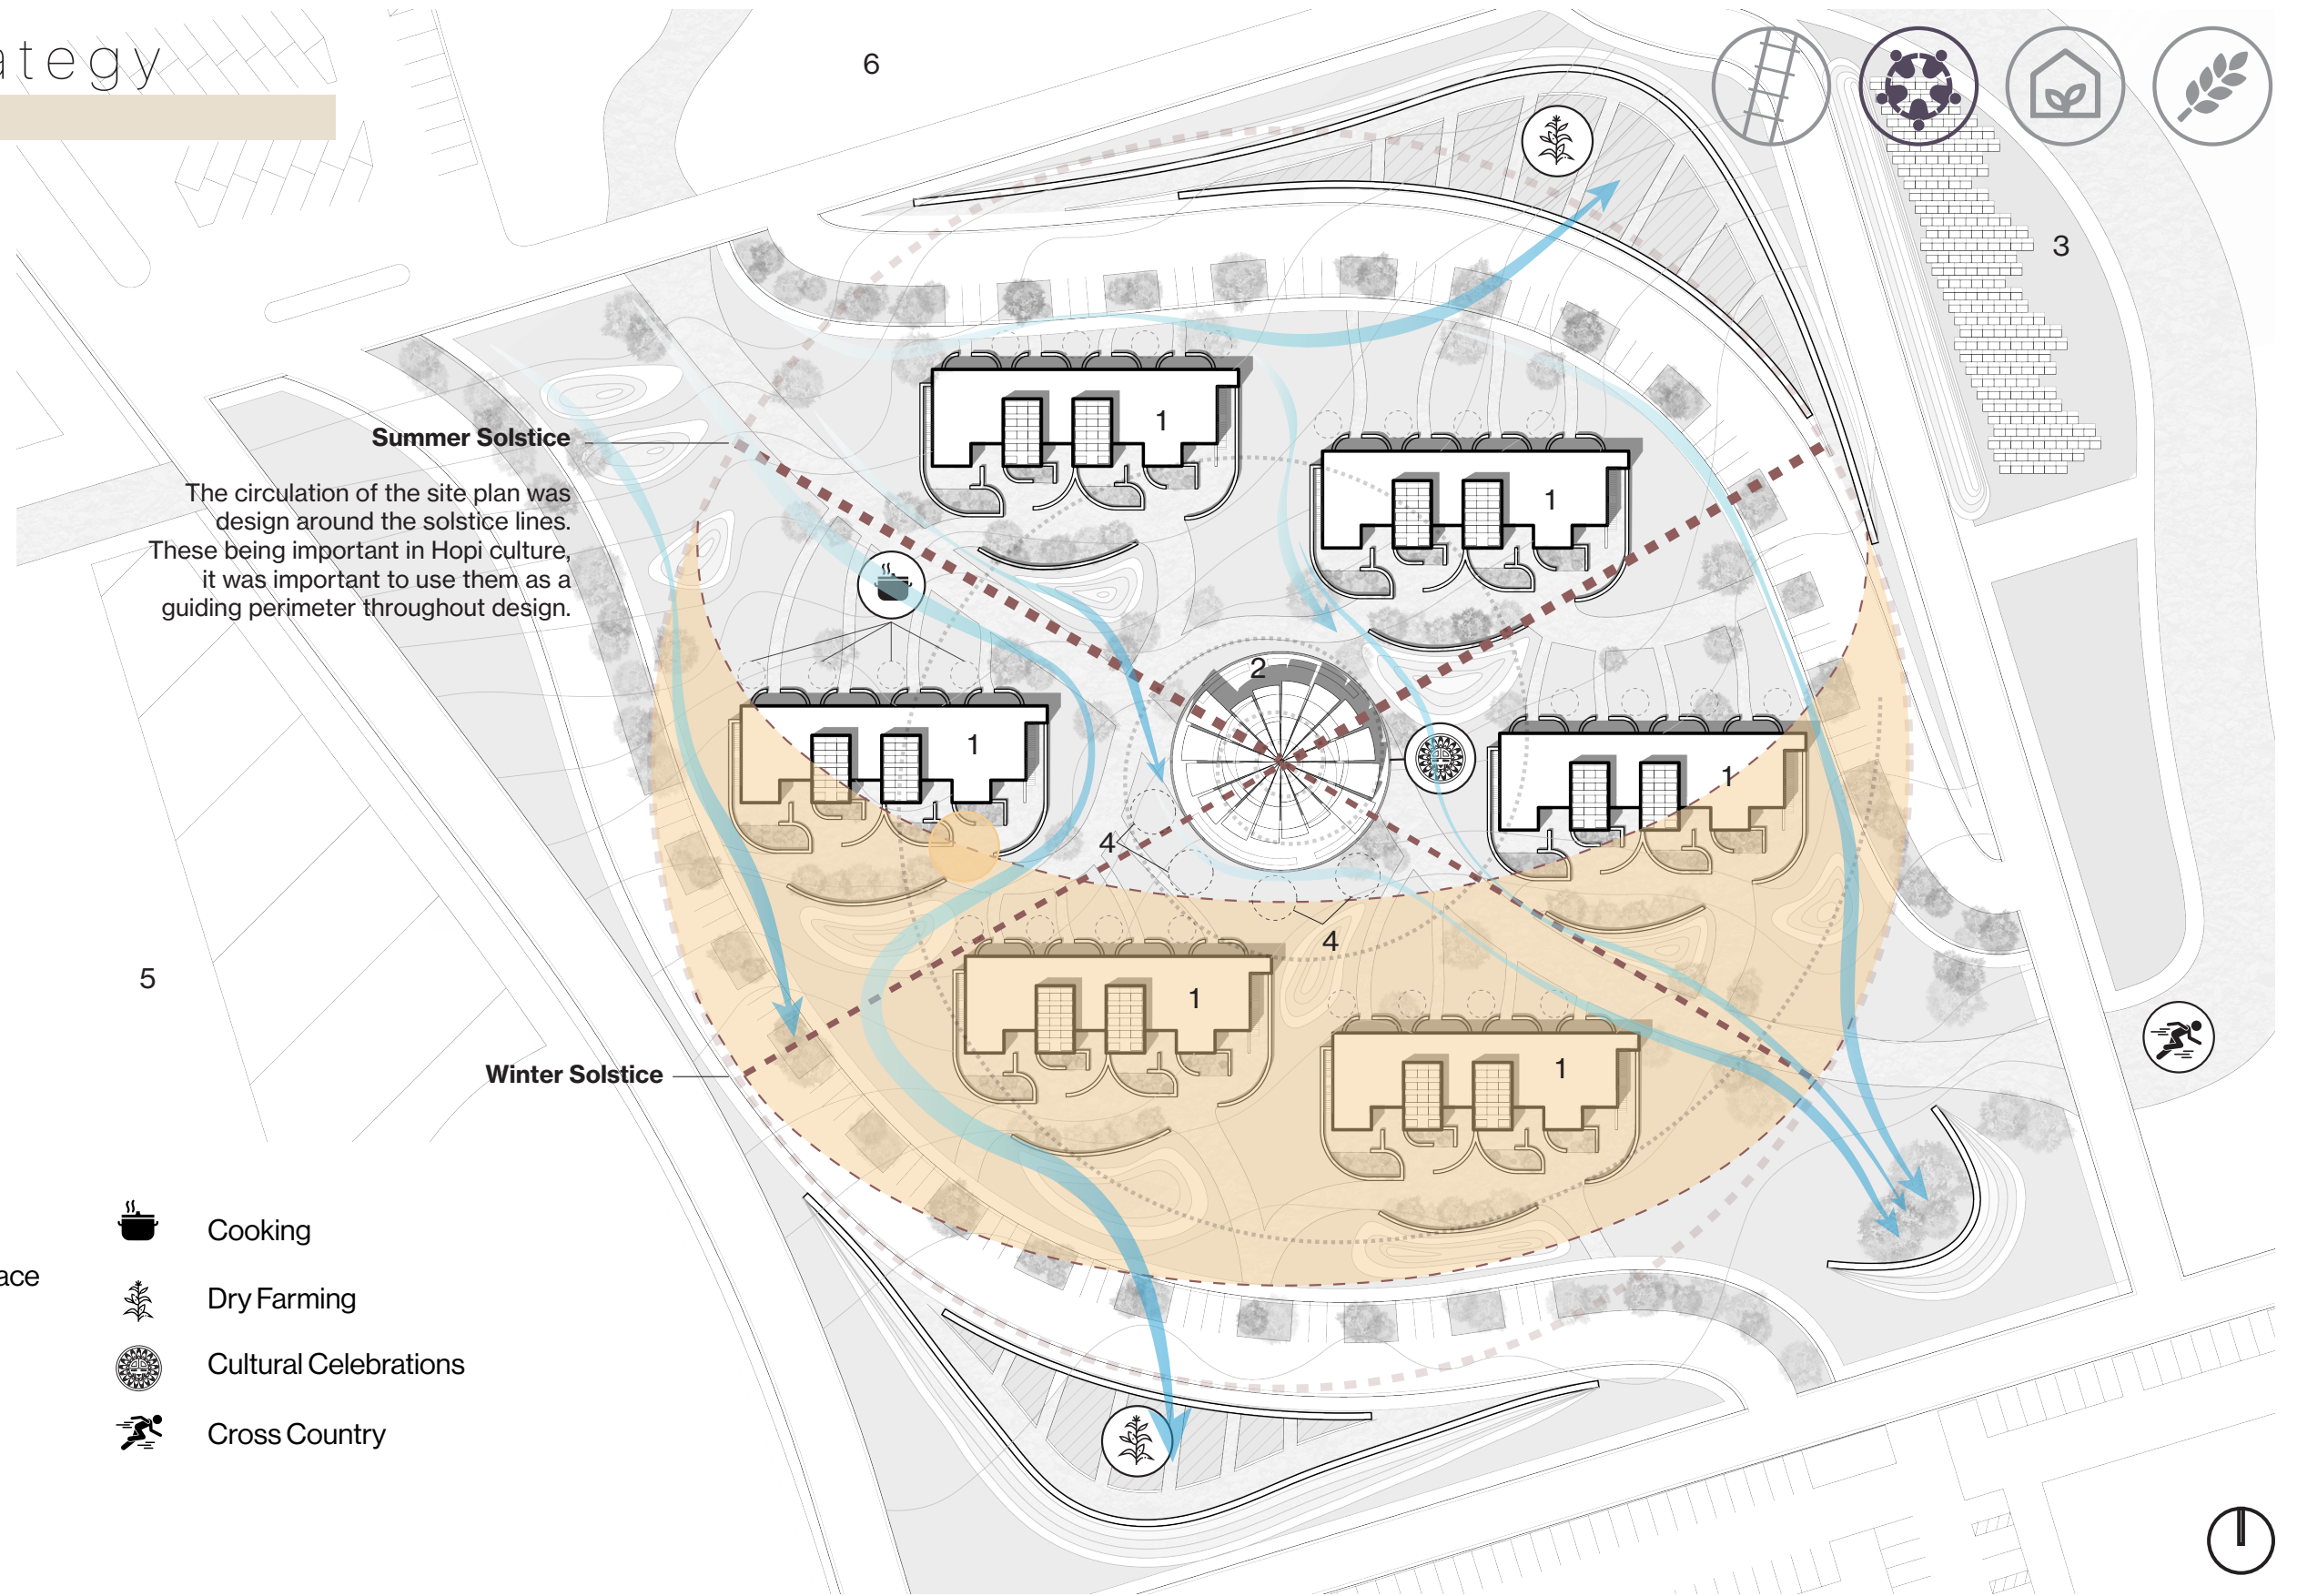 ategy
6
3
Summer Solstice
The circulation of the site plan was
design around the solstice lines.
These being important in Hopi culture,
it was important to use them as a
guiding perimeter throughout design.
1
1
2
1
1
4
4
5
1
1
Winter Solstice
Cooking
ace
Dry Farming
Cultural Celebrations
Cross Country